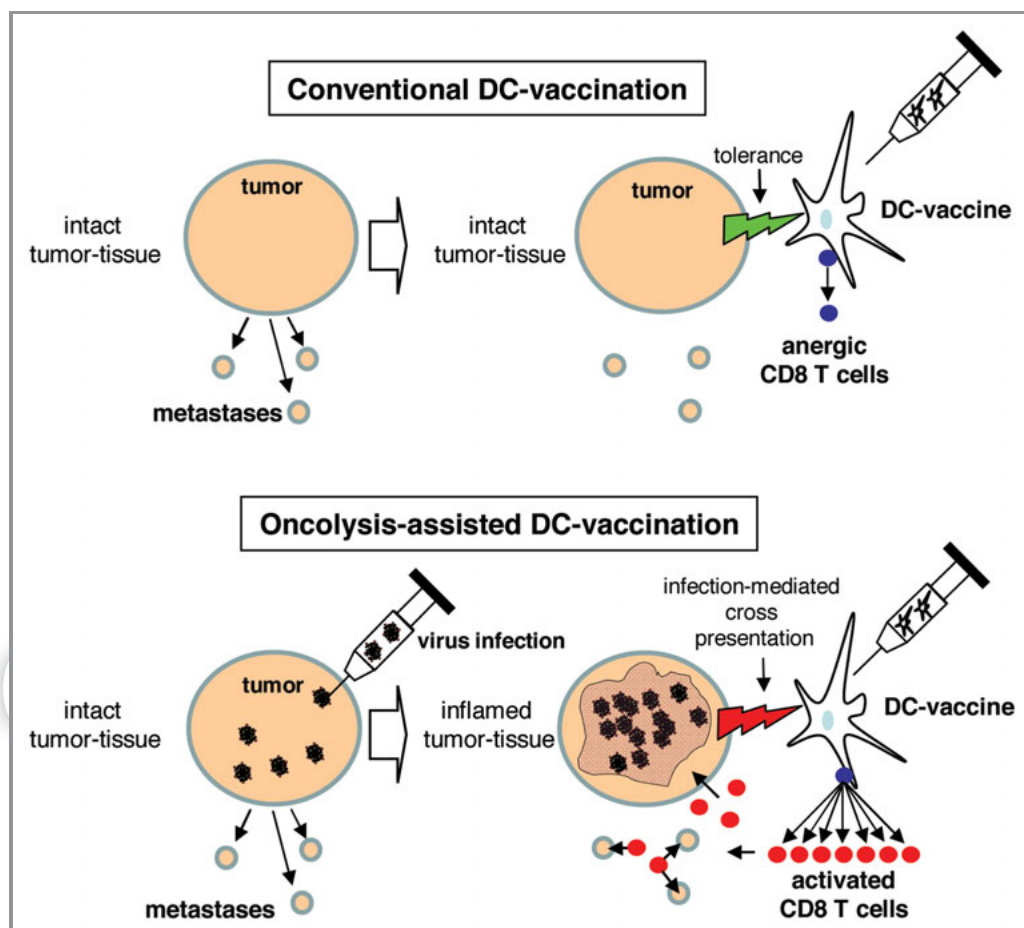 Conventional DC-vaccination
tumor
intact
tumor-tissue
metastases
intact
tumor-tissue
tumor
tolerance
DC-vaccine
anergic
CD8 T cells
Oncolysis-assisted DC-vaccination
virus infection
tumor
intact
tumor-tissue
metastases
inflamed
tumor-tissue
infection-mediated
cross
presentation
DC-vaccine
activated
CD8 T cells